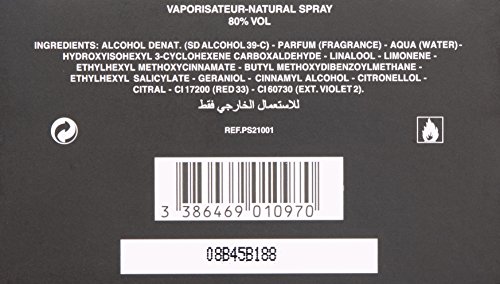 VAPORISATEUR-NATURAL SPRAY
80% VOL
INGREDIENTS: ALCOHOL DENAT. (SD ALCOHOL 39-C) - PARFUM (FRAGRANCE) - AQUA (WATER)-
HYDROXYISOHEXYL 3-CYCLOHEXENE CARBOXALDEHYDE - LINALOOL - LIMONENE -
ETHYLHEXYL METHOXYCINNAMATE - BUTYL METHOXYDIBENZOYLMETHANE -
ETHYLHEXYL SALICYLATE - GERANIOL - CINNAMYL ALCOHOL - CITRONELLOL -
CITRAL - CI 17200 (RED 33) - CI 60730 (EXT. VIOLET 2).
للاستعمال الخارجي فقط
REF.PS21001
3 386469 010970
08B45B188